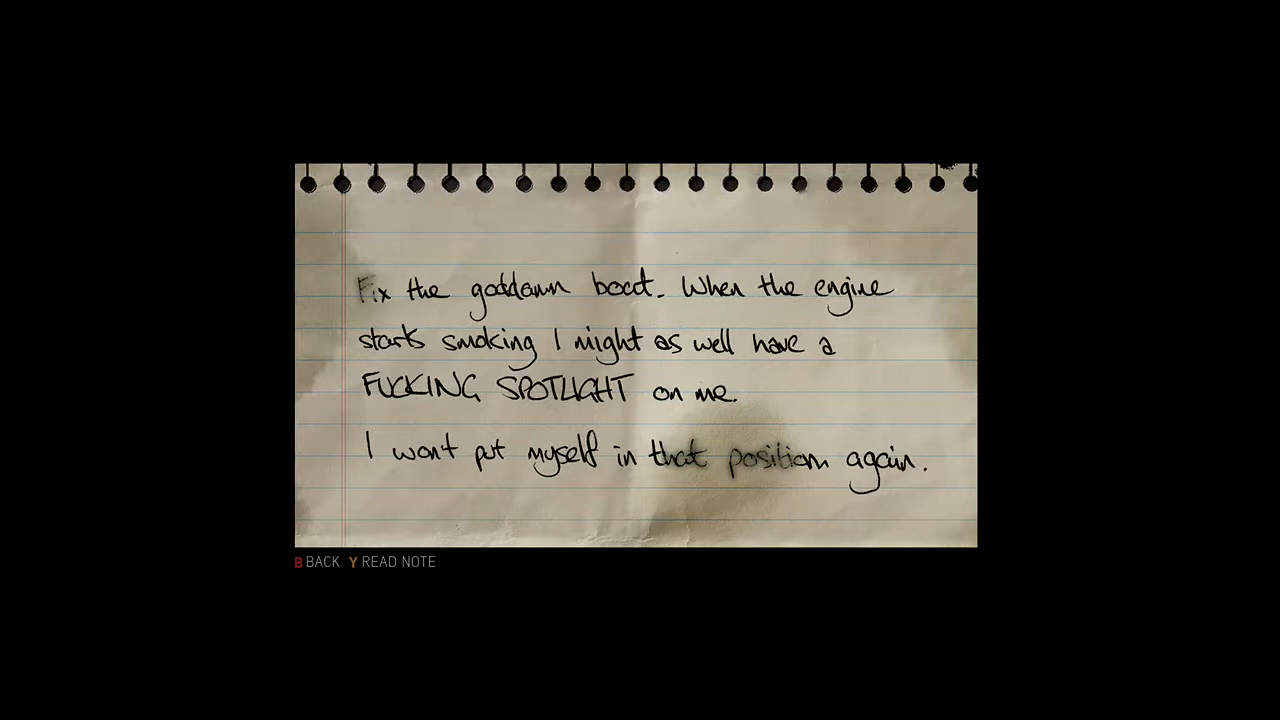 Fix the goddamn boat. When the engine
starts smoking I might as well have a
FUCKING SPOTLIGHT on me.
I won't put myself in that position again.
B BACK Y READ NOTE